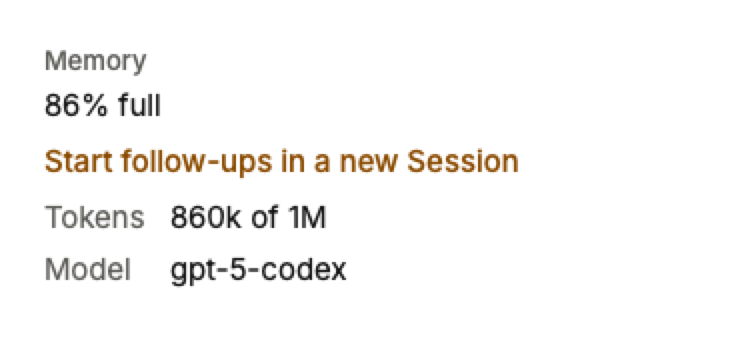 Memory
86% full
Start follow-ups in a new Session
Tokens 860k of 1M
Model gpt-5-codex